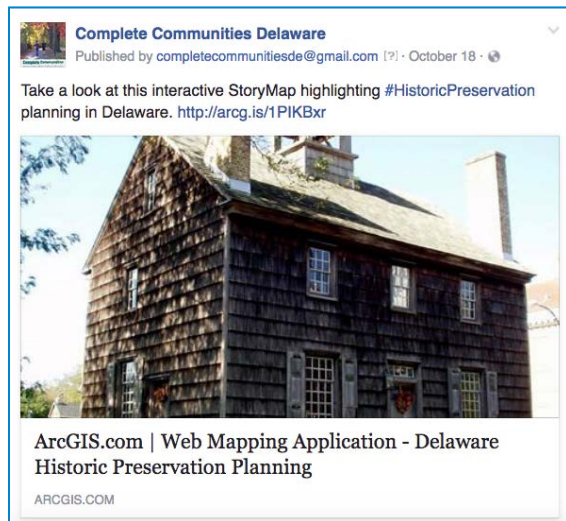 Complete Communities Delaware
Published by completecommunitiesde@gmail.com [?] · October 18 ·
Take a look at this interactive StoryMap highlighting #HistoricPreservation
planning in Delaware. http://arcg.is/1PIKBxr
ArcGIS.com | Web Mapping Application - Delaware
Historic Preservation Planning
ARCGIS.COM